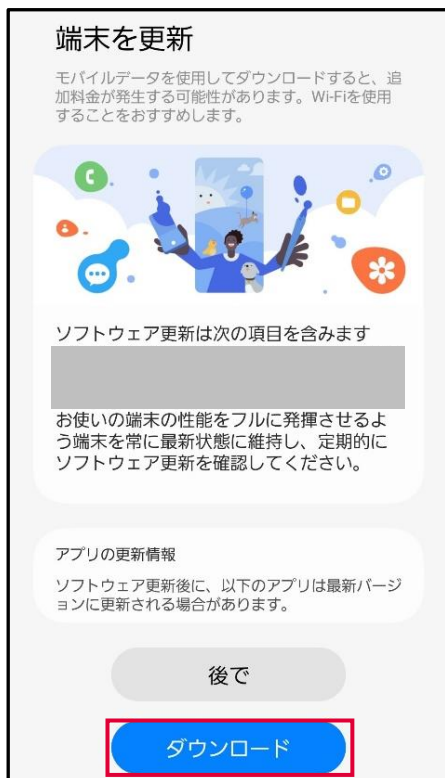 端末を更新
モバイルデータを使用してダウンロードすると、追
加料金が発生する可能性があります。Wi-Fiを使用
することをおすすめします。
ソフトウェア更新は次の項目を含みます
お使いの端末の性能をフルに発揮させるよ
う端末を常に最新状態に維持し、定期的に
ソフトウェア更新を確認してください。
アプリの更新情報
ソフトウェア更新後に、以下のアプリは最新バージ
ョンに更新される場合があります。
後で
ダウンロード